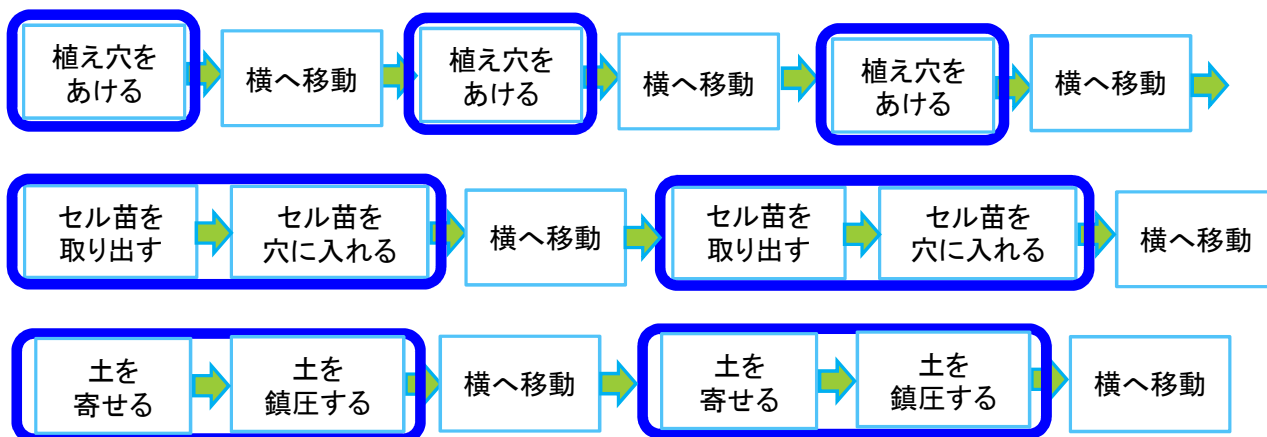 植え穴を
あける
横へ移動
植え穴を
あける
横へ移動
植え穴を
あける
横へ移動
セル苗を
取り出す
セル苗を
穴に入れる
横へ移動
セル苗を
取り出す
セル苗を
穴に入れる
横へ移動
土を
寄せる
土を
鎮圧する
横へ移動
土を
寄せる
土を
鎮圧する
横へ移動